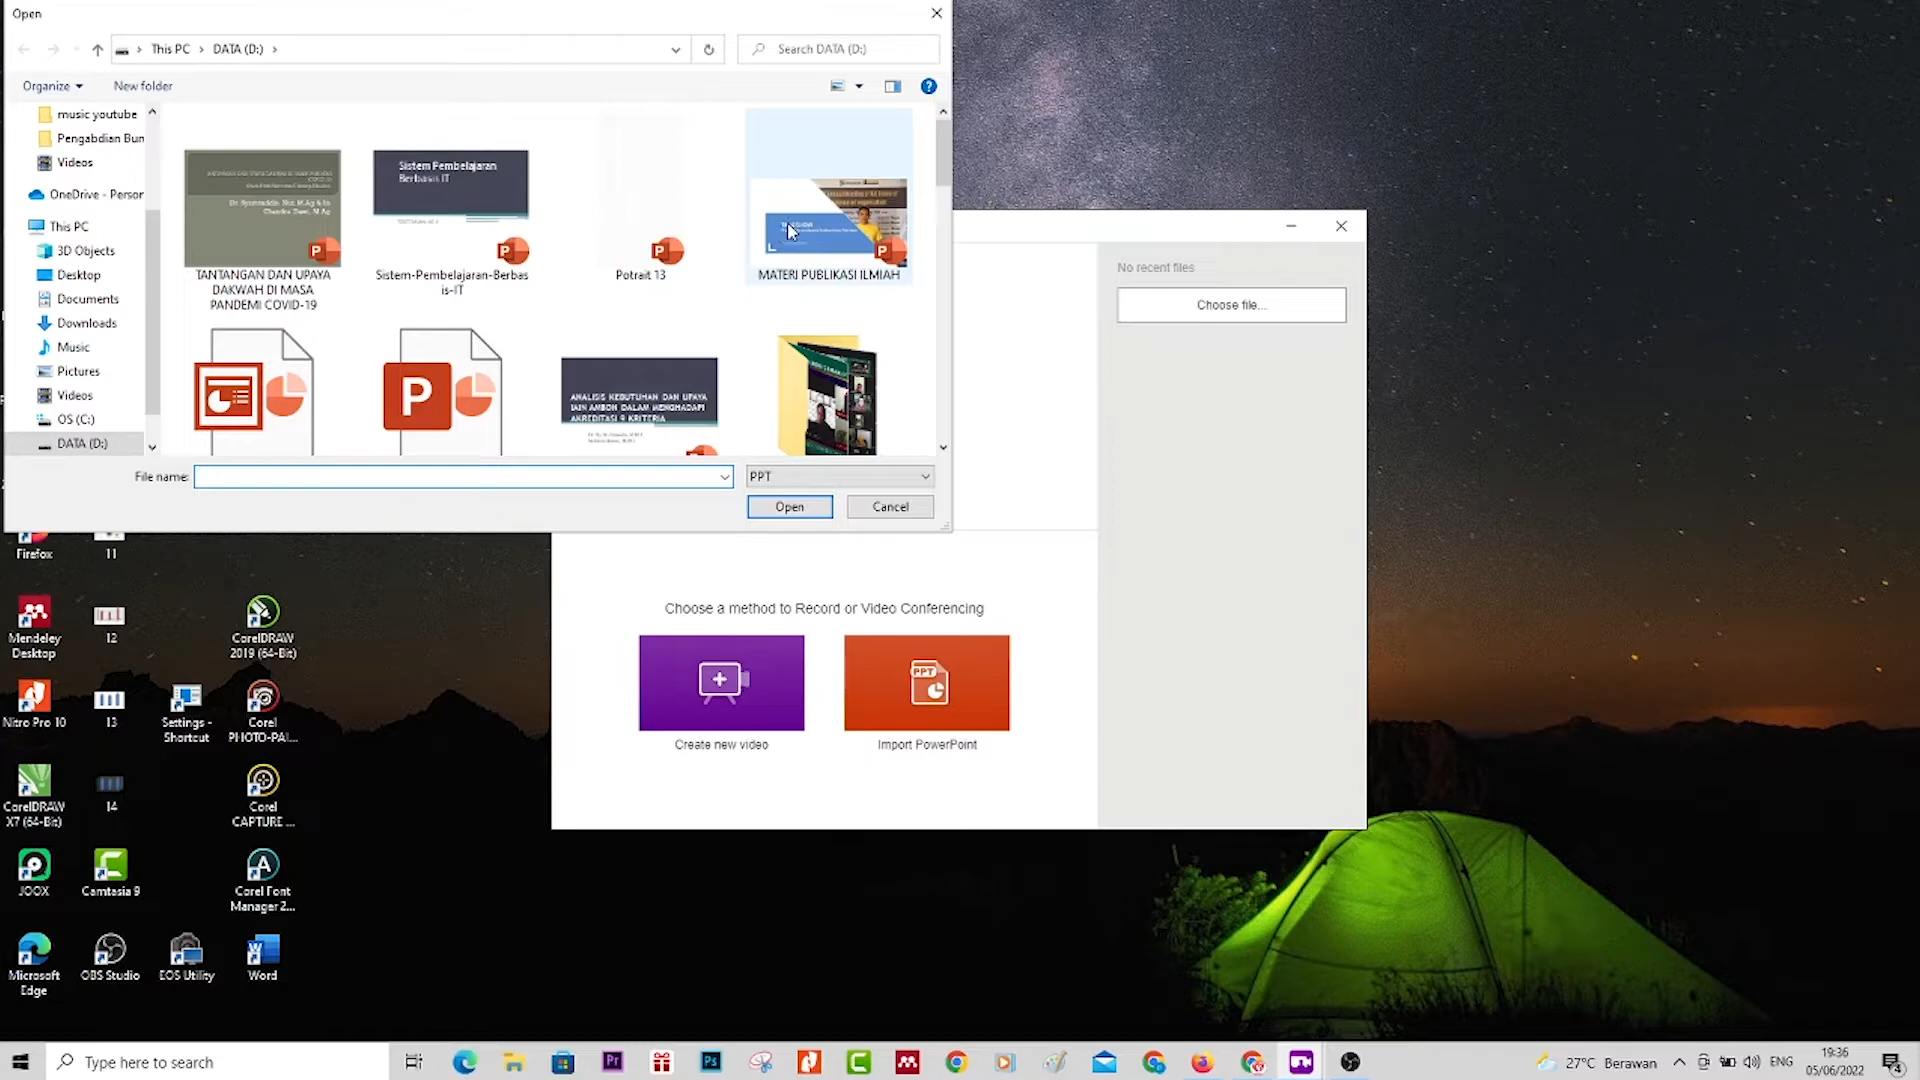 Open
This PC > DATA (D:) >
Search DATA (D:)
Organize
New folder
music youtube
Pengabdian Bun
Videos
OneDrive - Person
This PC
3D Objects
Desktop
Documents
Downloads
Music
Pictures
Videos
OS (C:)
DATA (D:)
Sistem Pembelajaran
Berbasis IT
TANTANGAN DAN UPAYA
DAKWAH DI MASA
PANDEMI COVID-19
Sistem-Pembelajaran-Berbas
is-IT
Potrait 13
MATERI PUBLIKASI ILMIAH
P
ANALISIS KEBUTUHAN DAN UPAYA
IAIN AMBON DALAM MENGHADAPI
AKREDITASI 9 KRITERIA
File name:
PPT
Open
Cancel
No recent files
Choose file...
Choose a method to Record or Video Conferencing
PPT
Create new video
Import PowerPoint
Firefox
11
Mendeley
Desktop
12
CorelDRAW
2019 (64-Bit)
Nitro Pro 10
13
Settings -
Shortcut
Corel
PHOTO-PAI...
CorelDRAW
X7 (64-Bit)
14
Corel
CAPTURE ...
JOOX
Camtasia 9
Corel Font
Manager 2...
Microsoft
Edge
OBS Studio
EOS Utility
Word
Type here to search
Pr
Ps
27°C Berawan
ENG
19:36
05/06/2022
4